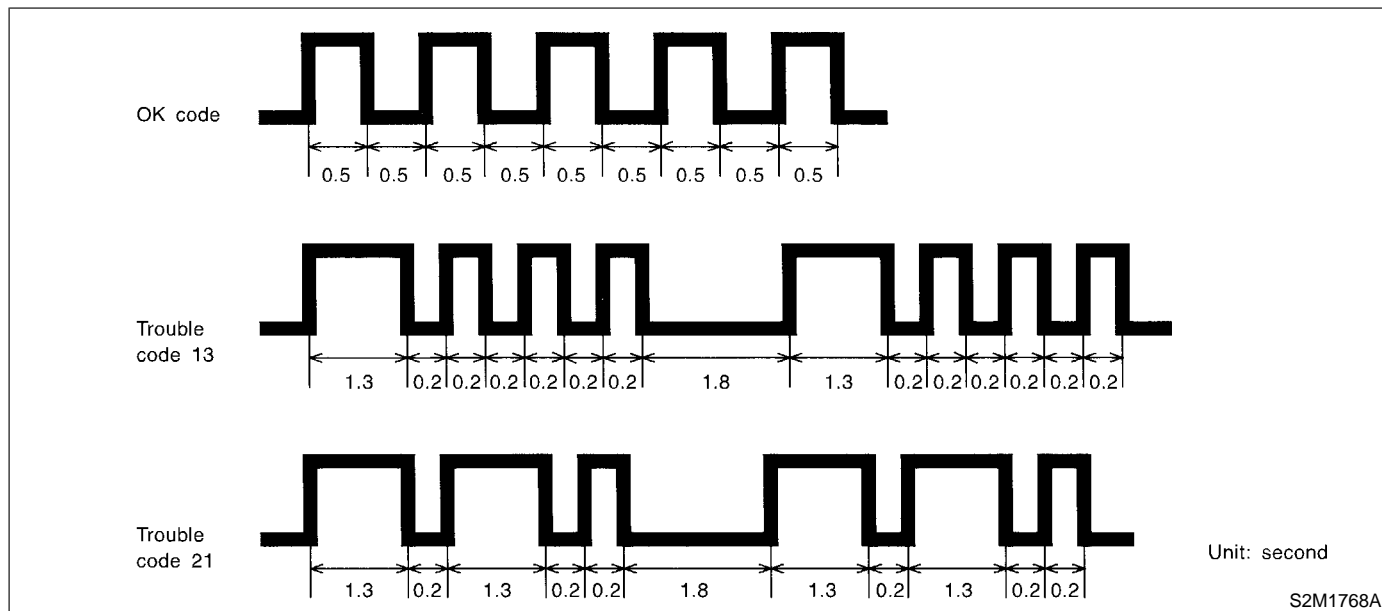 OK code
0.5 0.5 0.5 0.5 0.5 0.5 0.5 0.5 0.5
Trouble
code 13
1.3 0.2 0.2 0.2 0.2 0.2 0.2 1.8 1.3 0.2 0.2 0.2 0.2 0.2 0.2
Trouble
code 21
1.3 0.2 1.3 0.2 0.2 1.8 1.3 0.2 1.3 0.2 0.2
Unit: second
S2M1768A